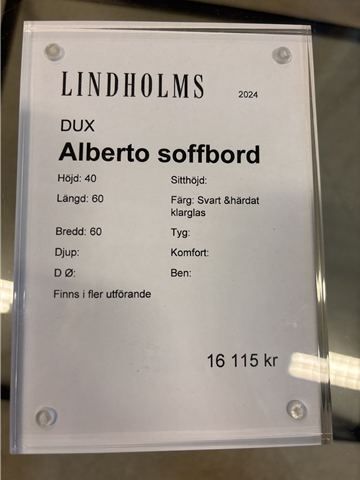 LINDHOLMS 2024
DUX
Alberto soffbord
Höjd: 40 Sitthöjd:
Längd: 60 Färg: Svart &härdat
klarglas
Bredd: 60 Tyg:
Djup: Komfort:
D Ø: Ben:
Finns i fler utförande
16 115 kr